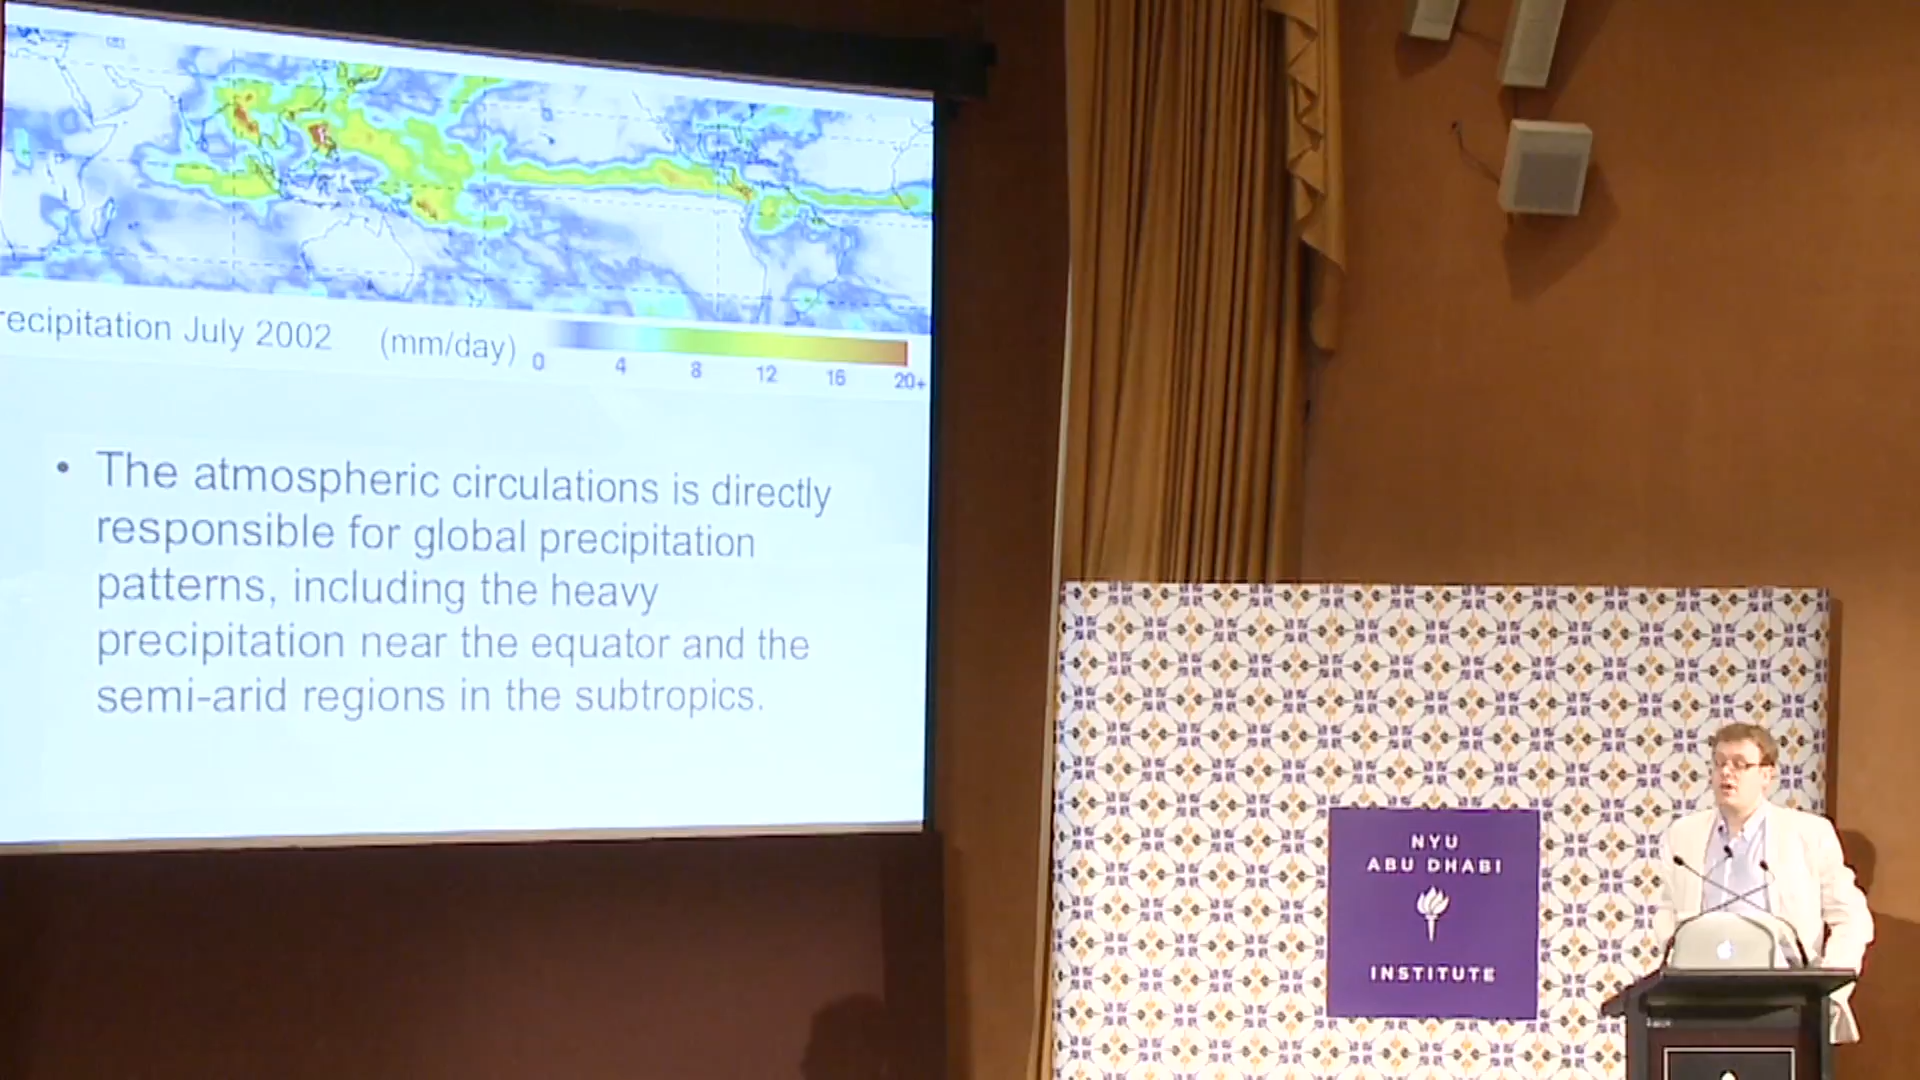 recipitation July 2002 (mm/day)
0 4 8 12 16 20+
• The atmospheric circulations is directly
responsible for global precipitation
patterns, including the heavy
precipitation near the equator and the
semi-arid regions in the subtropics.
NYU
ABU DHABI
INSTITUTE